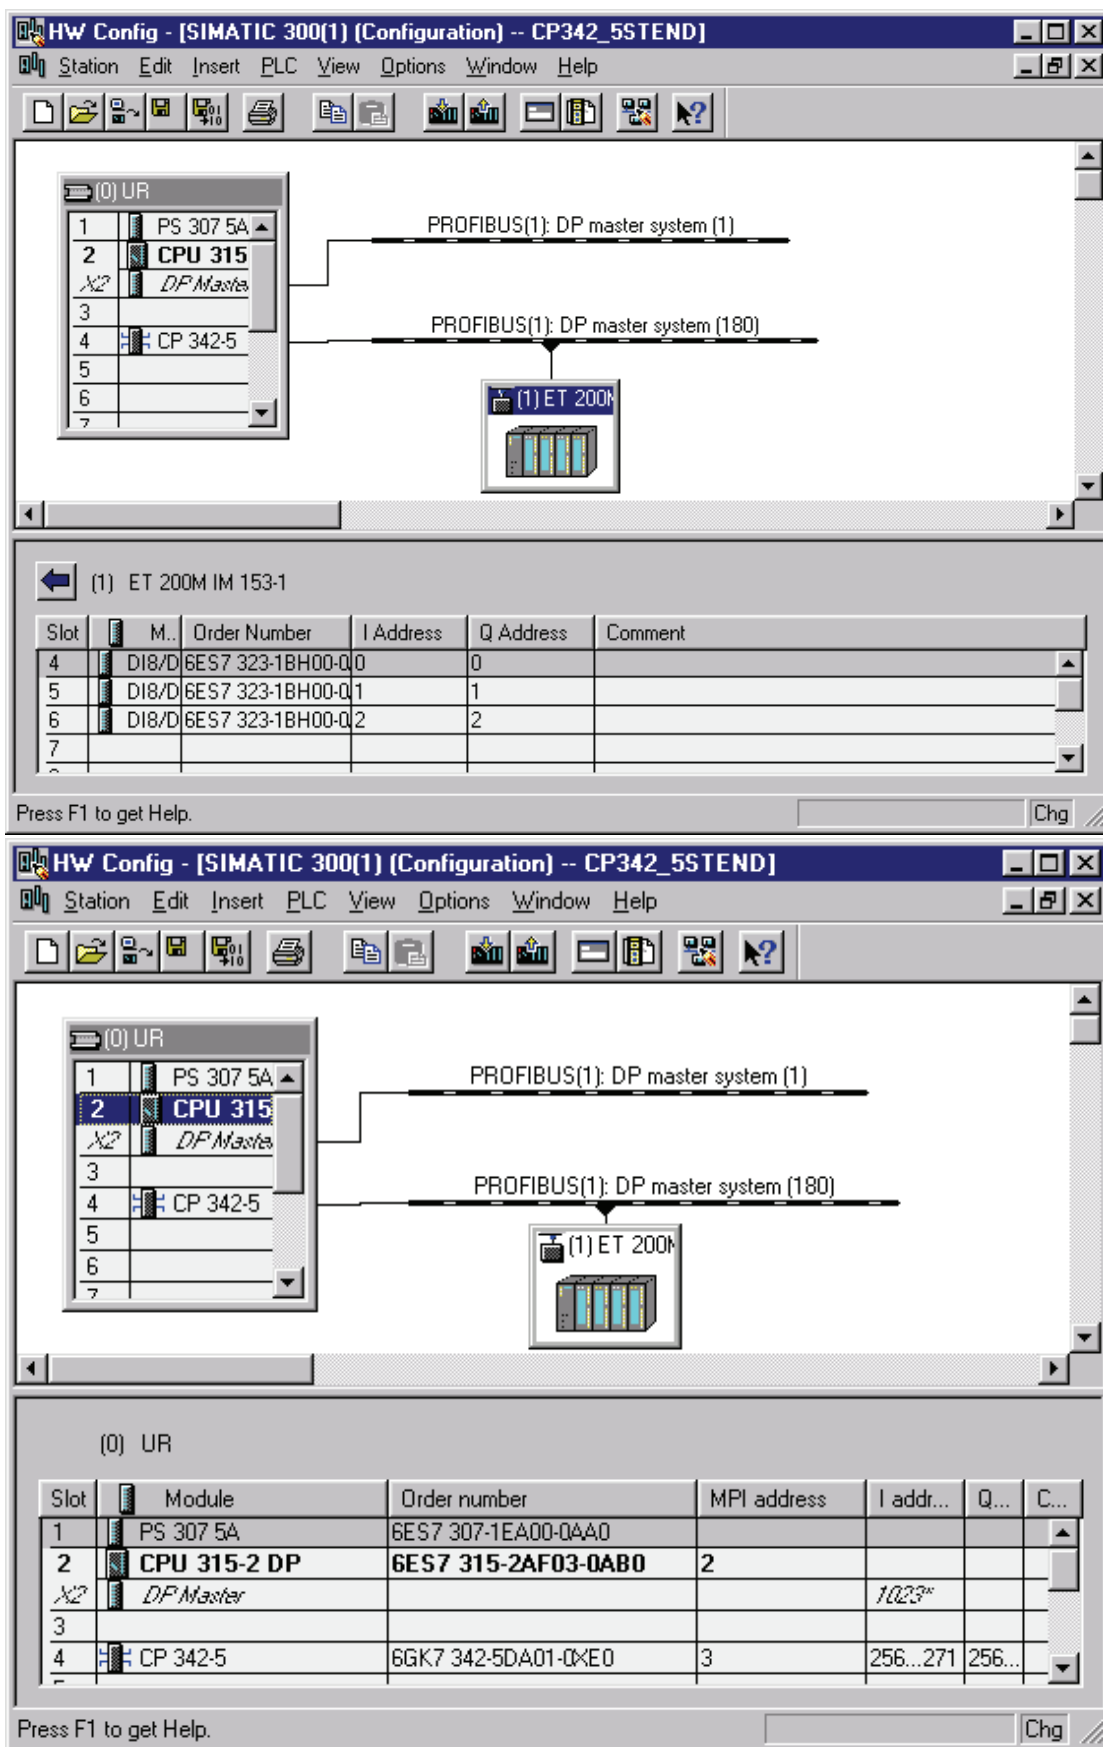 HW Config - [SIMATIC 300(1) (Configuration) -- CP342_5STEND]
Station Edit Insert PLC View Options Window Help
(0) UR
1 PS 307 5A
2 CPU 315
X2 DP Master
3
4 CP 342-5
5
6
7
PROFIBUS(1): DP master system (1)
PROFIBUS(1): DP master system (180)
(1) ET 200M
(1) ET 200M IM 153-1
Slot M.. Order Number I Address Q Address Comment
4 DI8/D 6ES7 323-1BH00-0 0 0
5 DI8/D 6ES7 323-1BH00-0 1 1
6 DI8/D 6ES7 323-1BH00-0 2 2
7
Press F1 to get Help. Chg
HW Config - [SIMATIC 300(1) (Configuration) -- CP342_5STEND]
Station Edit Insert PLC View Options Window Help
(0) UR
1 PS 307 5A
2 CPU 315
X2 DP Master
3
4 CP 342-5
5
6
7
PROFIBUS(1): DP master system (1)
PROFIBUS(1): DP master system (180)
(1) ET 200M
(0) UR
Slot Module Order number MPI address I addr... Q... C...
1 PS 307 5A 6ES7 307-1EA00-0AA0
2 CPU 315-2 DP 6ES7 315-2AF03-0AB0 2
X2 DP Master 1023*
3
4 CP 342-5 6GK7 342-5DA01-0XE0 3 256...271 256...
Press F1 to get Help. Chg